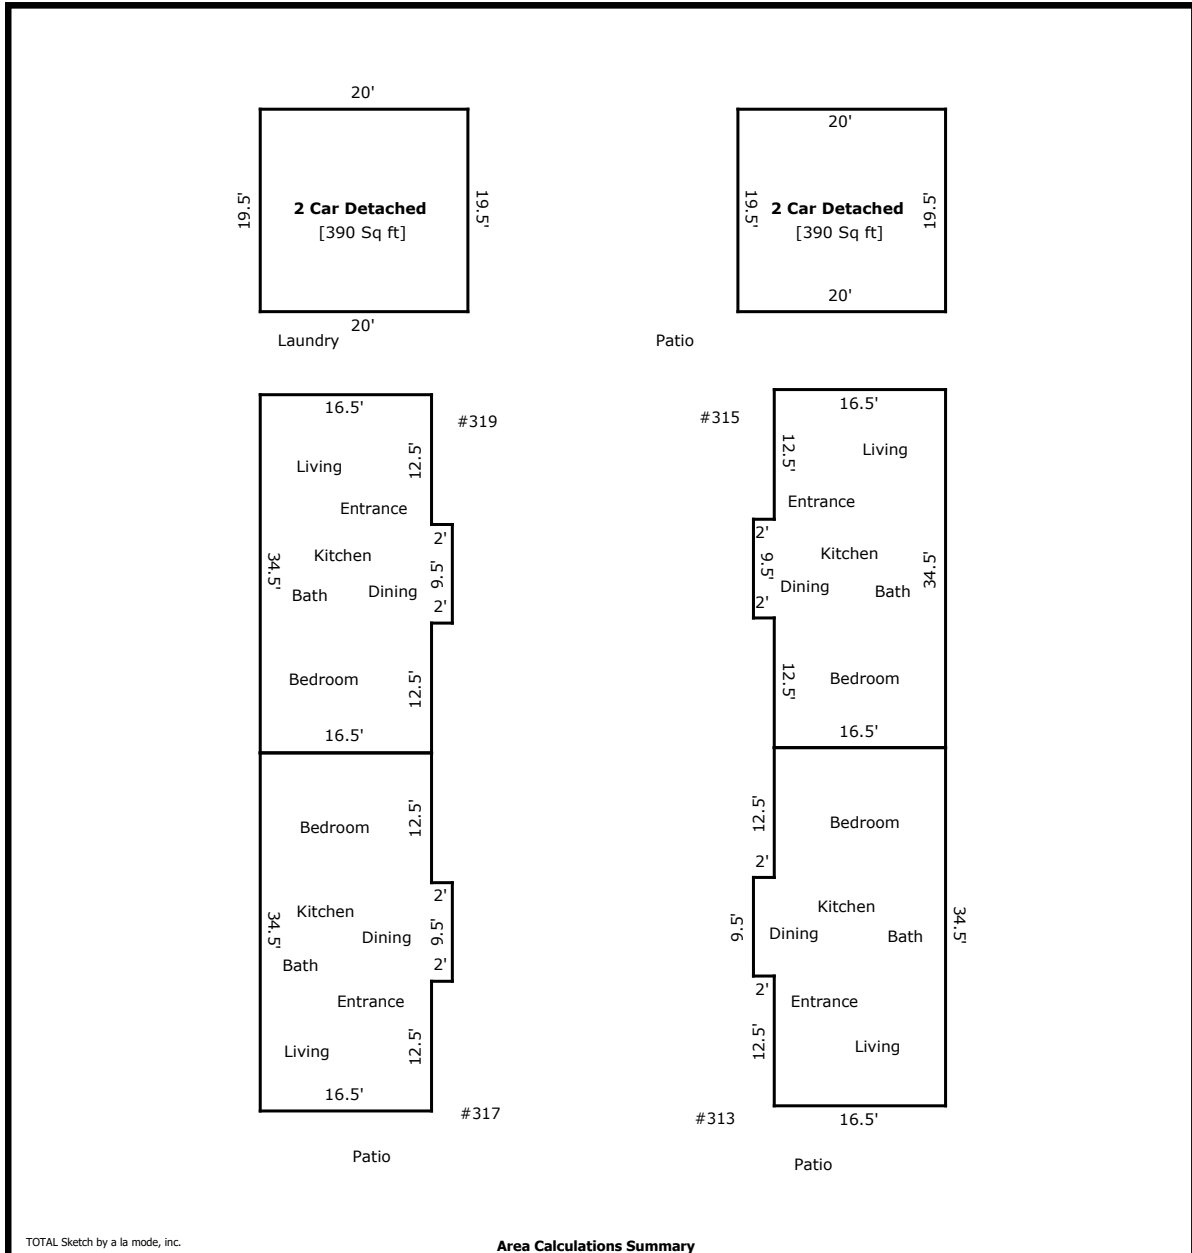 20'
20'
19.5'
2 Car Detached
19.5'
[390 Sq ft]
20'
Laundry
19.5'
2 Car Detached
19.5'
[390 Sq ft]
20'
Patio
16.5'
#319
Living
12.5'
Entrance
2'
Kitchen
34.5'
9.5'
Bath
Dining
2'
Bedroom
12.5'
16.5'
#315
16.5'
12.5'
Living
Entrance
2'
Kitchen
9.5'
34.5'
Dining
Bath
2'
12.5'
Bedroom
16.5'
Bedroom
12.5'
2'
Kitchen
34.5'
9.5'
Dining
Bath
2'
Entrance
Living
12.5'
16.5'
#317
Patio
12.5'
Bedroom
2'
Kitchen
9.5'
Dining
Bath
34.5'
2'
Entrance
12.5'
Living
#313
16.5'
Patio
TOTAL Sketch by a la mode, inc.
Area Calculations Summary